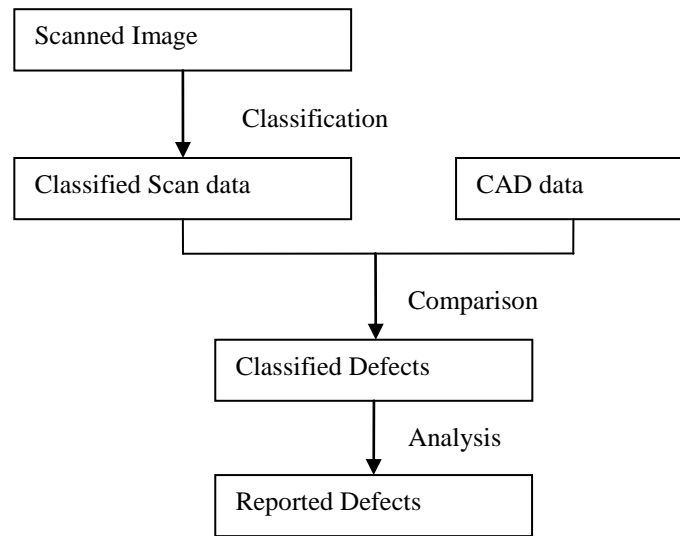 Scanned Image
Classification
Classified Scan data
CAD data
Comparison
Classified Defects
Analysis
Reported Defects